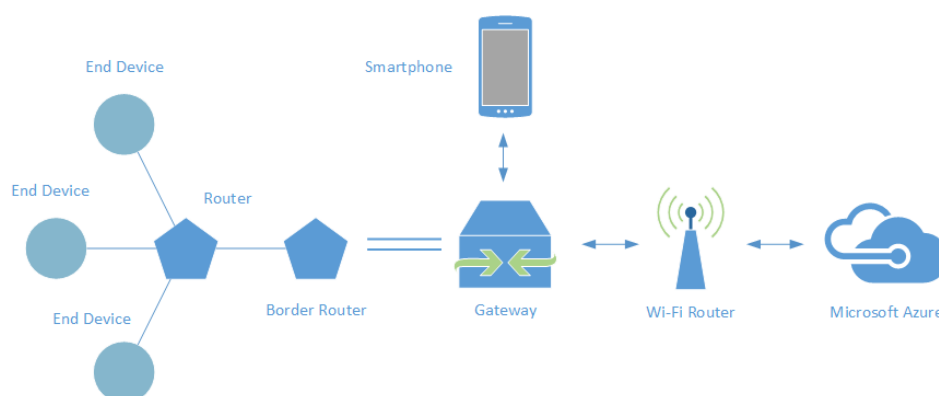 End Device
Smartphone
End Device
Router
End Device
Border Router
Gateway
Wi-Fi Router
Microsoft Azure